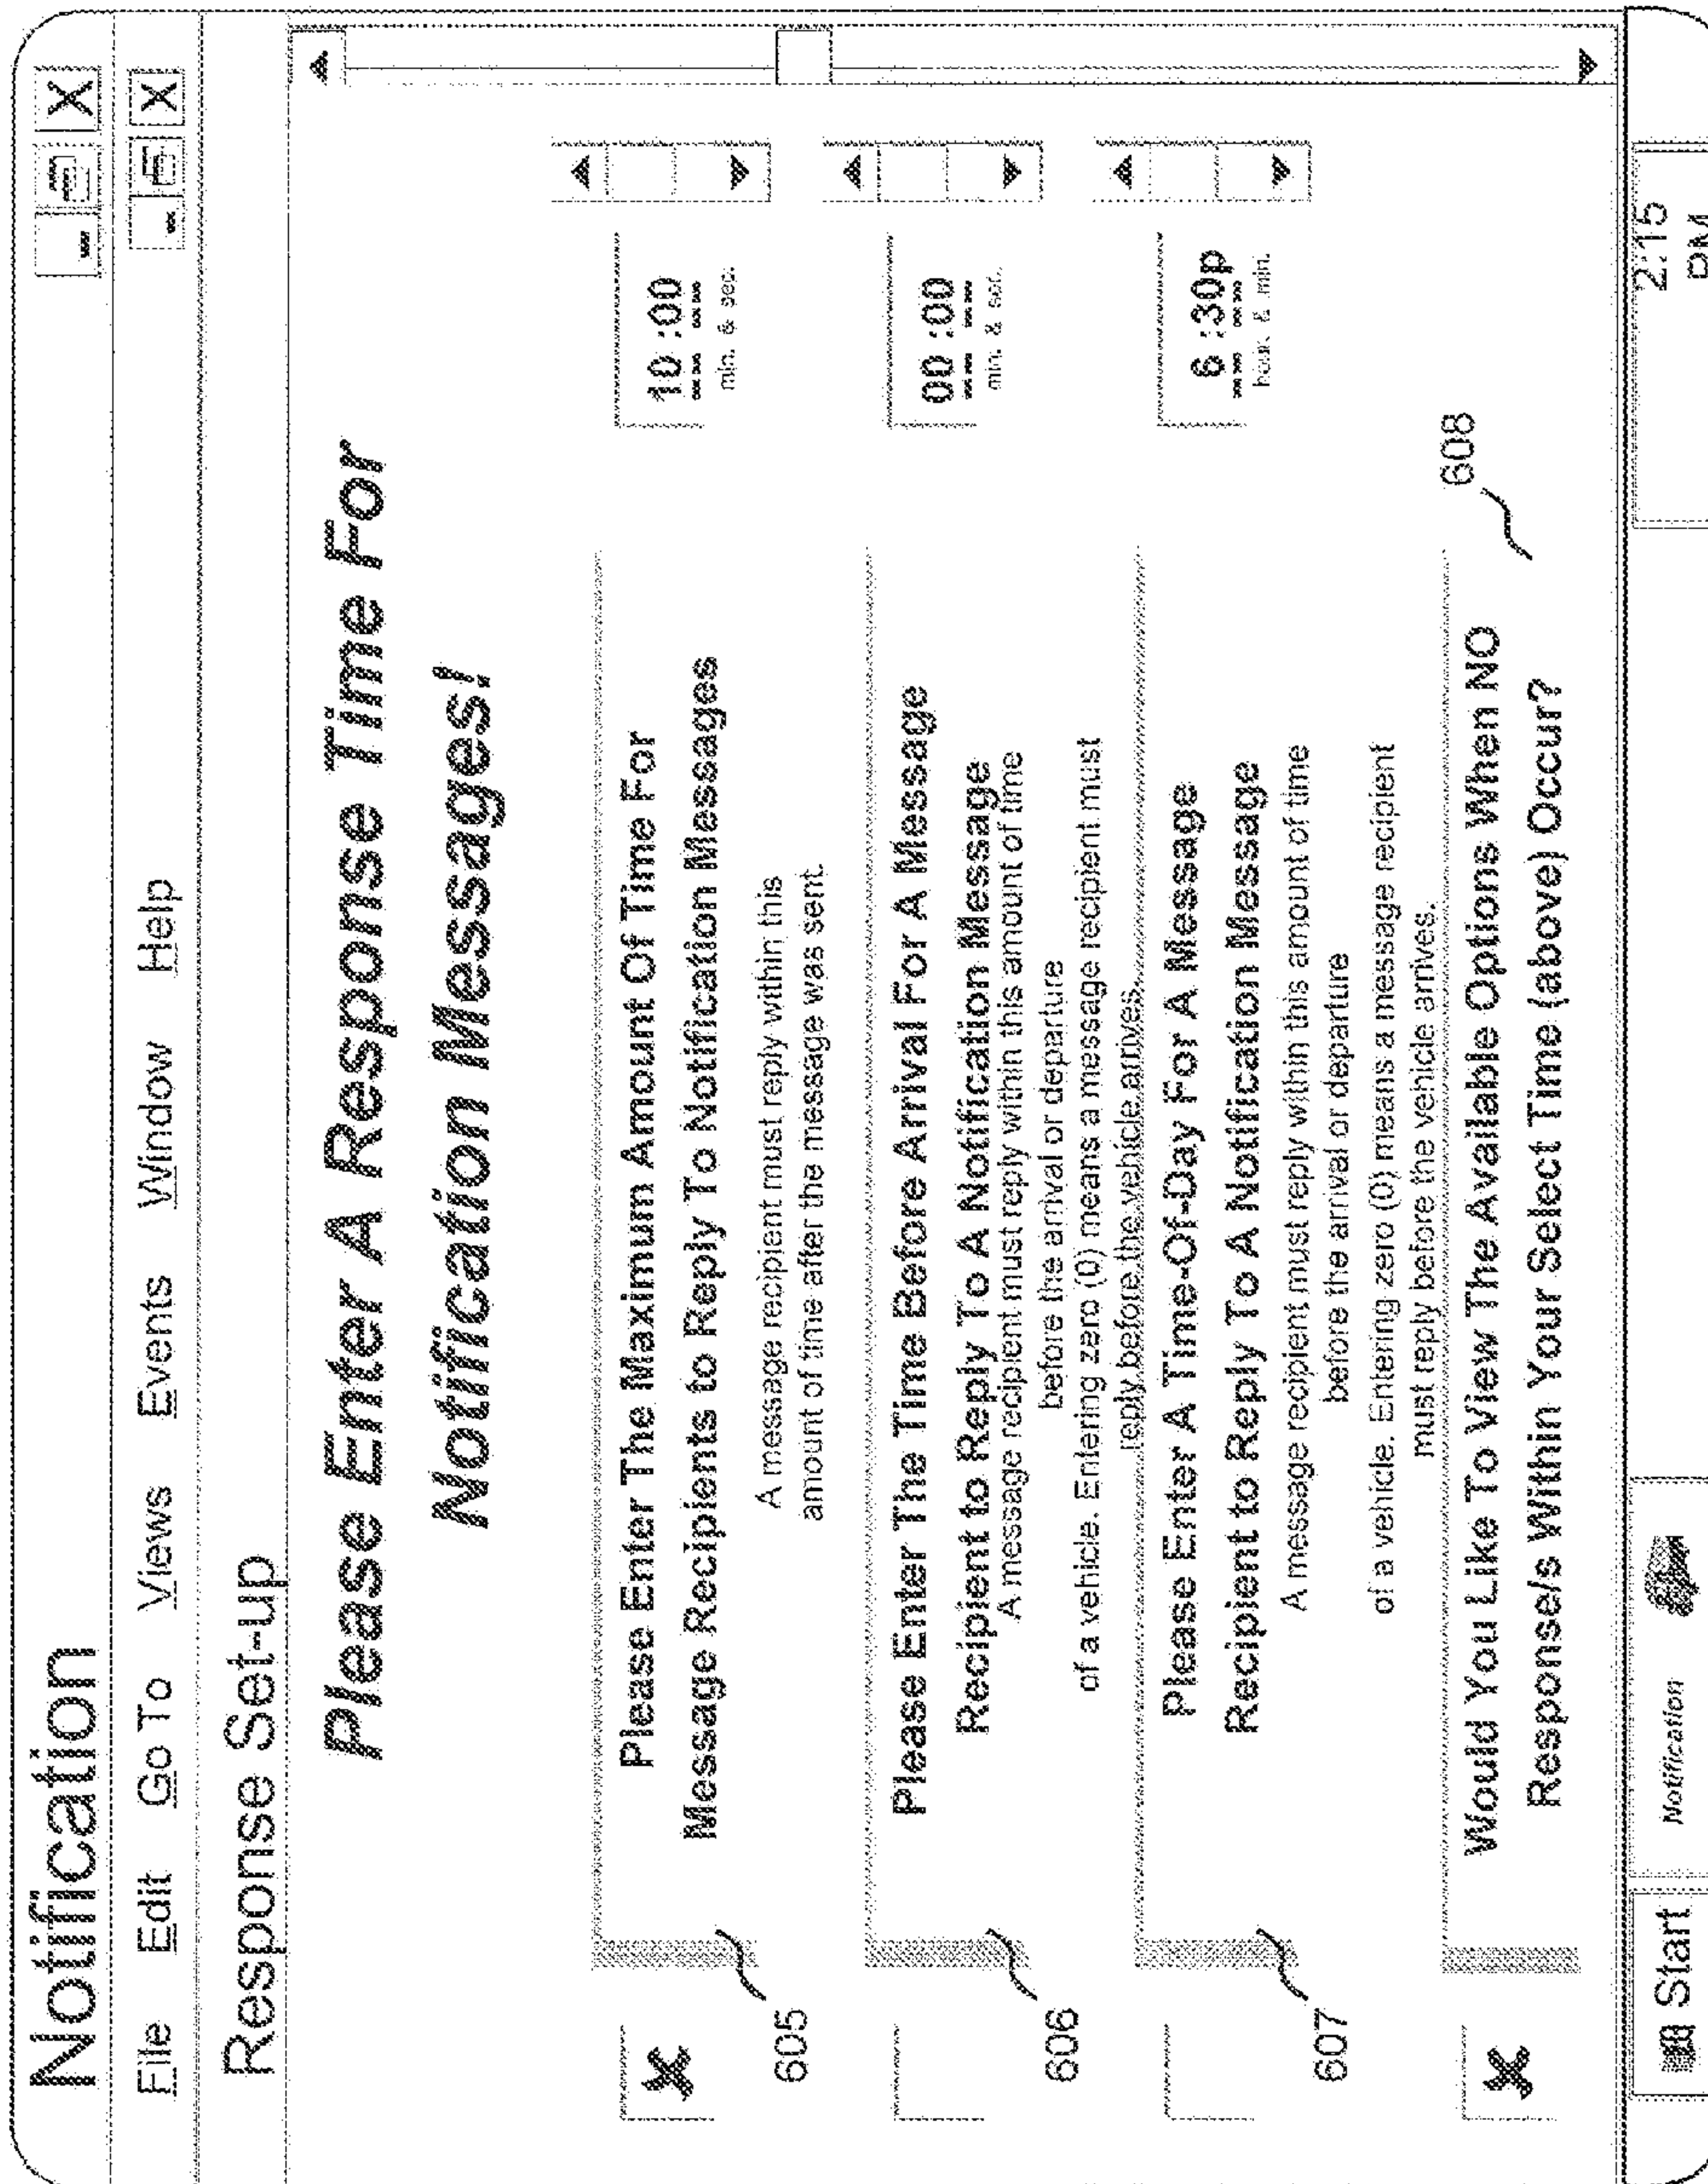 Notification
File Edit Go To Views Events Window Help
Response Set-up
Please Enter A Response Time For
Notification Messages!
Please Enter The Maximum Amount Of Time For
Message Recipients to Reply To Notification Messages
A message recipient must reply within this
amount of time after the message was sent.
10 :00
min. & sec.
605
Please Enter The Time Before Arrival For A Message
Recipient to Reply To A Notification Message
A message recipient must reply within this amount of time
before the arrival or departure
of a vehicle. Entering zero (0) means a message recipient must
reply before the vehicle arrives.
00 :00
min. & sec.
606
Please Enter A Time-Of-Day For A Message
Recipient to Reply To A Notification Message
A message recipient must reply within this amount of time
before the arrival or departure
of a vehicle. Entering zero (0) means a message recipient
must reply before the vehicle arrives.
6 :30p
hour. & min.
607
608
Would You Like To View The Available Options When NO
Response/s Within Your Select Time (above) Occur?
Start
Notification
2:15
PM